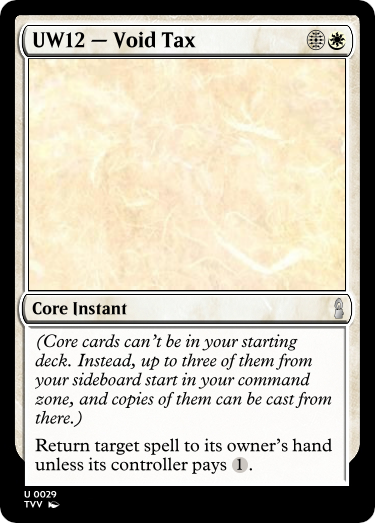 UW12 — Void Tax
Core Instant
(Core cards can't be in your starting
deck. Instead, up to three of them from
your sideboard start in your command
zone, and copies of them can be cast from
there.)
Return target spell to its owner's hand
unless its controller pays 1.
U 0029
TVV